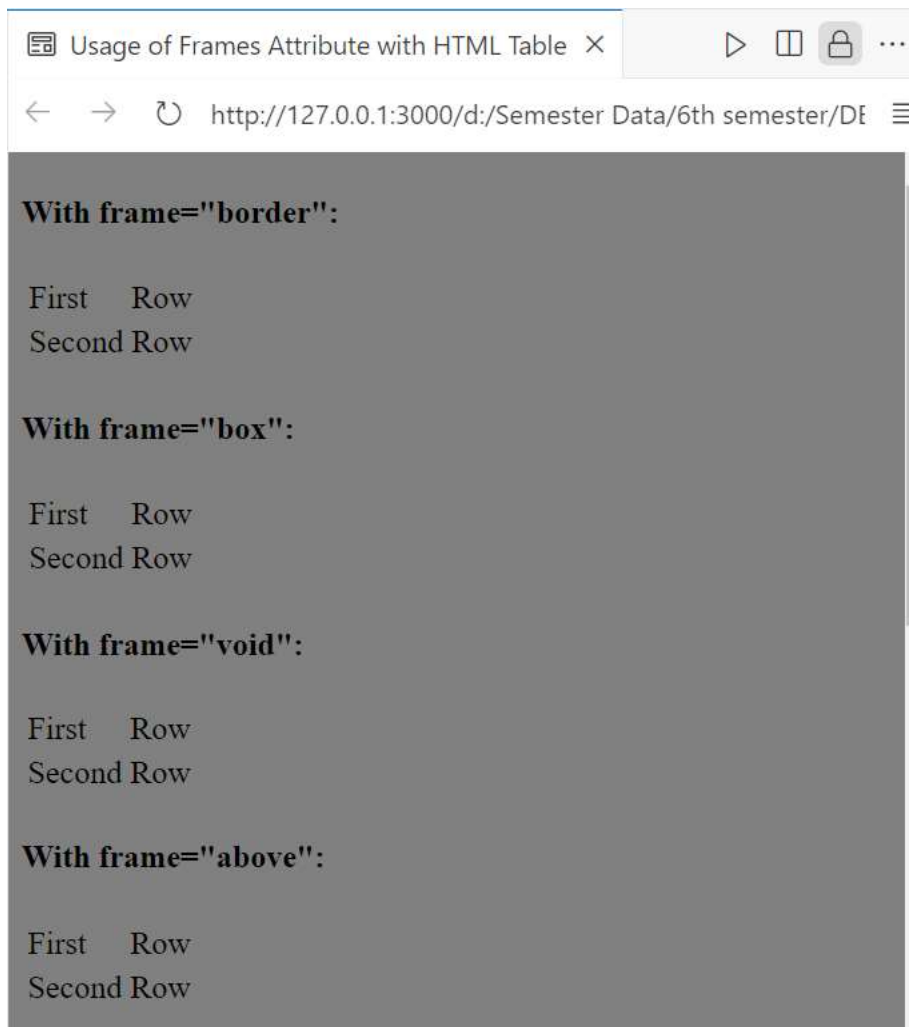 Usage of Frames Attribute with HTML Table
http://127.0.0.1:3000/d:/Semester Data/6th semester/DE
With frame="border":
First Row
Second Row
With frame="box":
First Row
Second Row
With frame="void":
First Row
Second Row
With frame="above":
First Row
Second Row